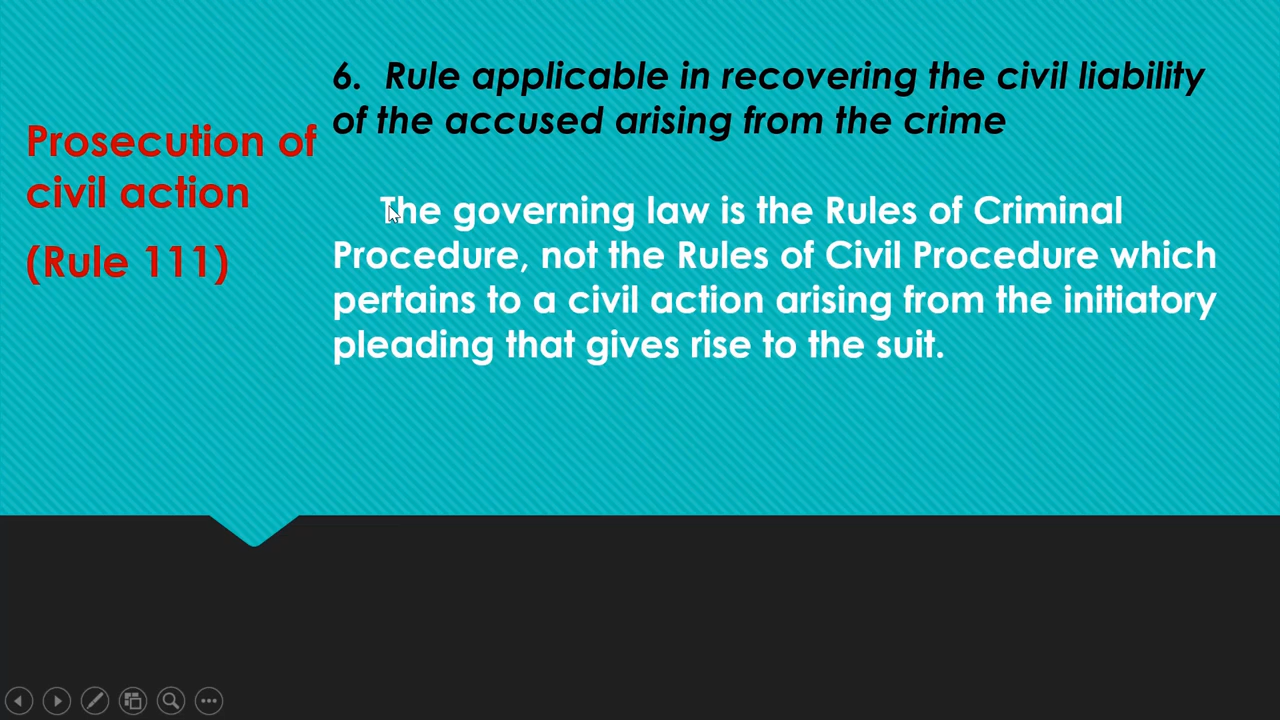 Prosecution of
civil action
(Rule 111)
6. Rule applicable in recovering the civil liability
of the accused arising from the crime
The governing law is the Rules of Criminal
Procedure, not the Rules of Civil Procedure which
pertains to a civil action arising from the initiatory
pleading that gives rise to the suit.